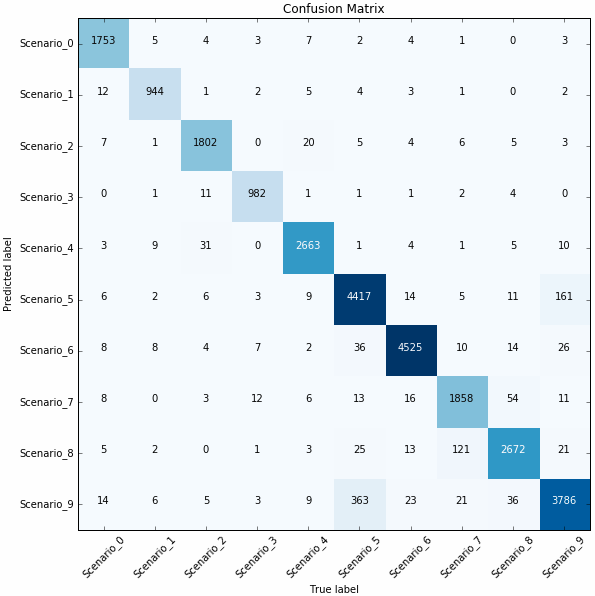 Confusion Matrix
Scenario_0 1753 5 4 3 7 2 4 1 0 3
Scenario_1 12 944 1 2 5 4 3 1 0 2
Scenario_2 7 1 1802 0 20 5 4 6 5 3
Scenario_3 0 1 11 982 1 1 1 2 4 0
Scenario_4 3 9 31 0 2663 1 4 1 5 10
Scenario_5 6 2 6 3 9 4417 14 5 11 161
Scenario_6 8 8 4 7 2 36 4525 10 14 26
Scenario_7 8 0 3 12 6 13 16 1858 54 11
Scenario_8 5 2 0 1 3 25 13 121 2672 21
Scenario_9 14 6 5 3 9 363 23 21 36 3786
Predicted label
Scenario_0 Scenario_1 Scenario_2 Scenario_3 Scenario_4 Scenario_5 Scenario_6 Scenario_7 Scenario_8 Scenario_9
True label